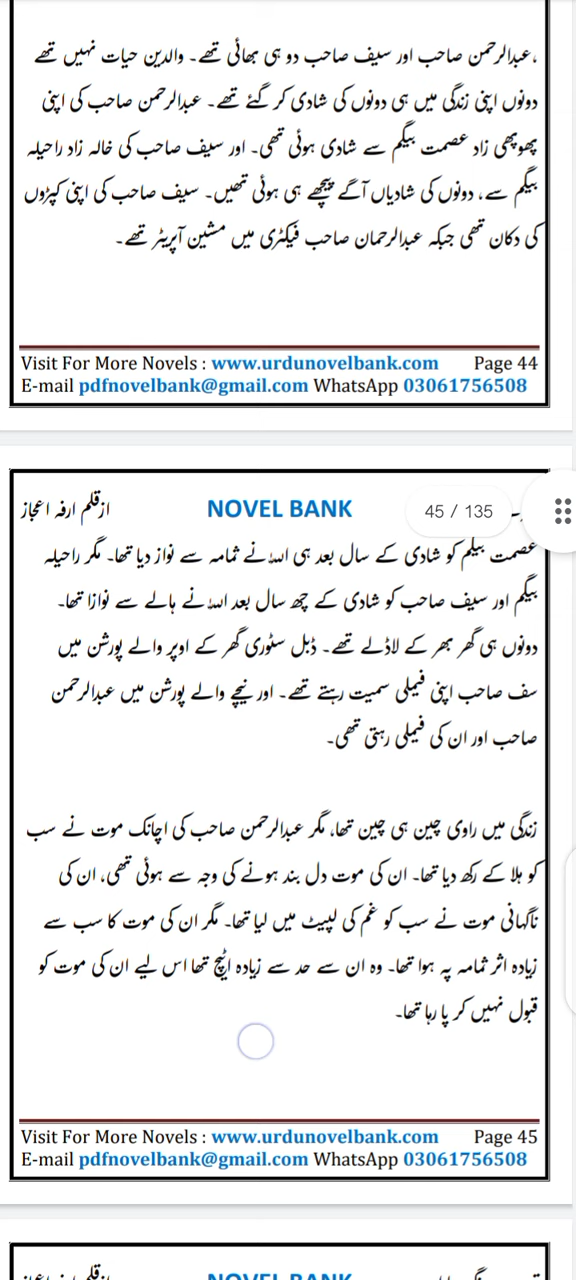 ،عبدالرحمن صاحب اور سیف صاحب دو ہی بھائی تھے۔ والدین حیات نہیں تھے
دونوں اپنی زندگی میں ہی دونوں کی شادی کر گئے تھے۔ عبدالرحمن صاحب کی اپنی
پھوپھی زاد عصمت بیگم سے شادی ہوئی تھی۔ اور سیف صاحب کی خالہ زاد راحیلہ
بیگم سے، دونوں کی شادیاں آگے پیچھے ہی ہوئی تھیں۔ سیف صاحب کی اپنی کپڑوں
کی دکان تھی جبکہ عبدالرحمان صاحب فیکٹری میں مشین آپریٹر تھے۔
Visit For More Novels : www.urdunovelbank.com Page 44
E-mail pdfnovelbank@gmail.com WhatsApp 03061756508
ازقلم ارفہ اعجاز NOVEL BANK 45 / 135
عصمت بیگم کو شادی کے سال بعد ہی اللہ نے ثمامہ سے نواز دیا تھا۔ مگر راحیلہ
بیگم اور سیف صاحب کو شادی کے چھ سال بعد اللہ نے ہالے سے نوازا تھا۔
دونوں ہی گھر بھر کے لاڈلے تھے۔ ڈبل سٹوری گھر کے اوپر والے پورشن میں
سف صاحب اپنی فیملی سمیت رہتے تھے۔ اور نیچے والے پورشن میں عبدالرحمن
صاحب اور ان کی فیملی رہتی تھی۔
زندگی میں راوی چین ہی چین تھا، مگر عبدالرحمن صاحب کی اچانک موت نے سب
کو ہلا کے رکھ دیا تھا۔ ان کی موت دل بند ہونے کی وجہ سے ہوئی تھی، ان کی
ناگہانی موت نے سب کو غم کی لپیٹ میں لیا تھا۔ مگر ان کی موت کا سب سے
زیادہ اثر ثمامہ پہ ہوا تھا۔ وہ ان سے حد سے زیادہ اٹیچ تھا اس لیے ان کی موت کو
قبول نہیں کر پا رہا تھا۔
Visit For More Novels : www.urdunovelbank.com Page 45
E-mail pdfnovelbank@gmail.com WhatsApp 03061756508
NOVEL BANK